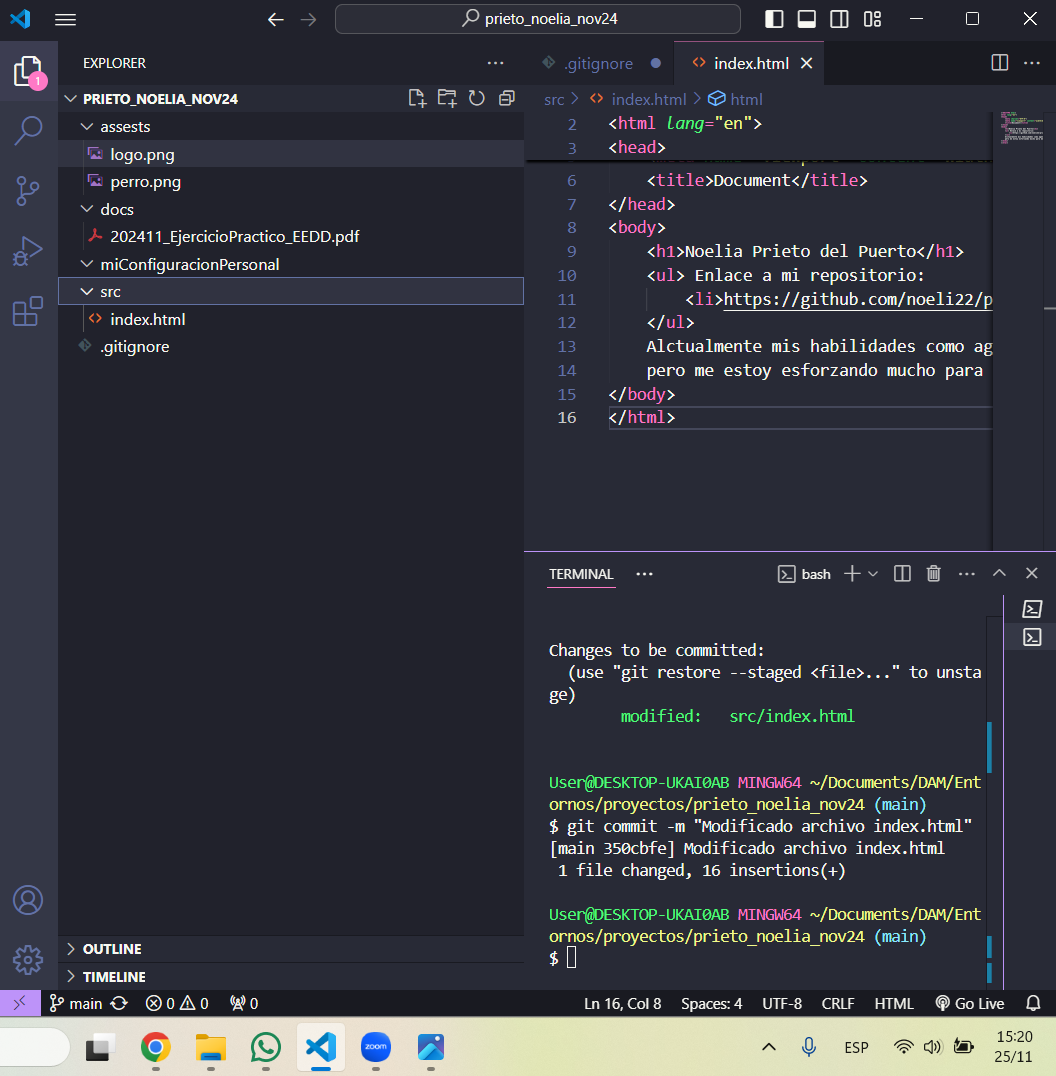 prieto_noelia_nov24
EXPLORER
1
PRIETO_NOELIA_NOV24
assests
logo.png
perro.png
docs
202411_EjercicioPractico_EEDD.pdf
miConfiguracionPersonal
src
index.html
.gitignore
OUTLINE
TIMELINE
.gitignore
index.html
src > index.html > html
2 <html lang="en">
3 <head>
6 <title>Document</title>
7 </head>
8 <body>
9 <h1>Noelia Prieto del Puerto</h1>
10 <ul> Enlace a mi repositorio:
11 <li>https://github.com/noeli22/p
12 </ul>
13 Alctualmente mis habilidades como ag
14 pero me estoy esforzando mucho para
15 </body>
16 </html>
TERMINAL
bash
Changes to be committed:
(use "git restore --staged <file>..." to unsta
ge)
modified: src/index.html
User@DESKTOP-UKAI0AB MINGW64 ~/Documents/DAM/Ent
ornos/proyectos/prieto_noelia_nov24 (main)
$ git commit -m "Modificado archivo index.html"
[main 350cbfe] Modificado archivo index.html
1 file changed, 16 insertions(+)
User@DESKTOP-UKAI0AB MINGW64 ~/Documents/DAM/Ent
ornos/proyectos/prieto_noelia_nov24 (main)
$
main 0 0 0 Ln 16, Col 8 Spaces: 4 UTF-8 CRLF HTML Go Live
zoom
ESP
15:20
25/11